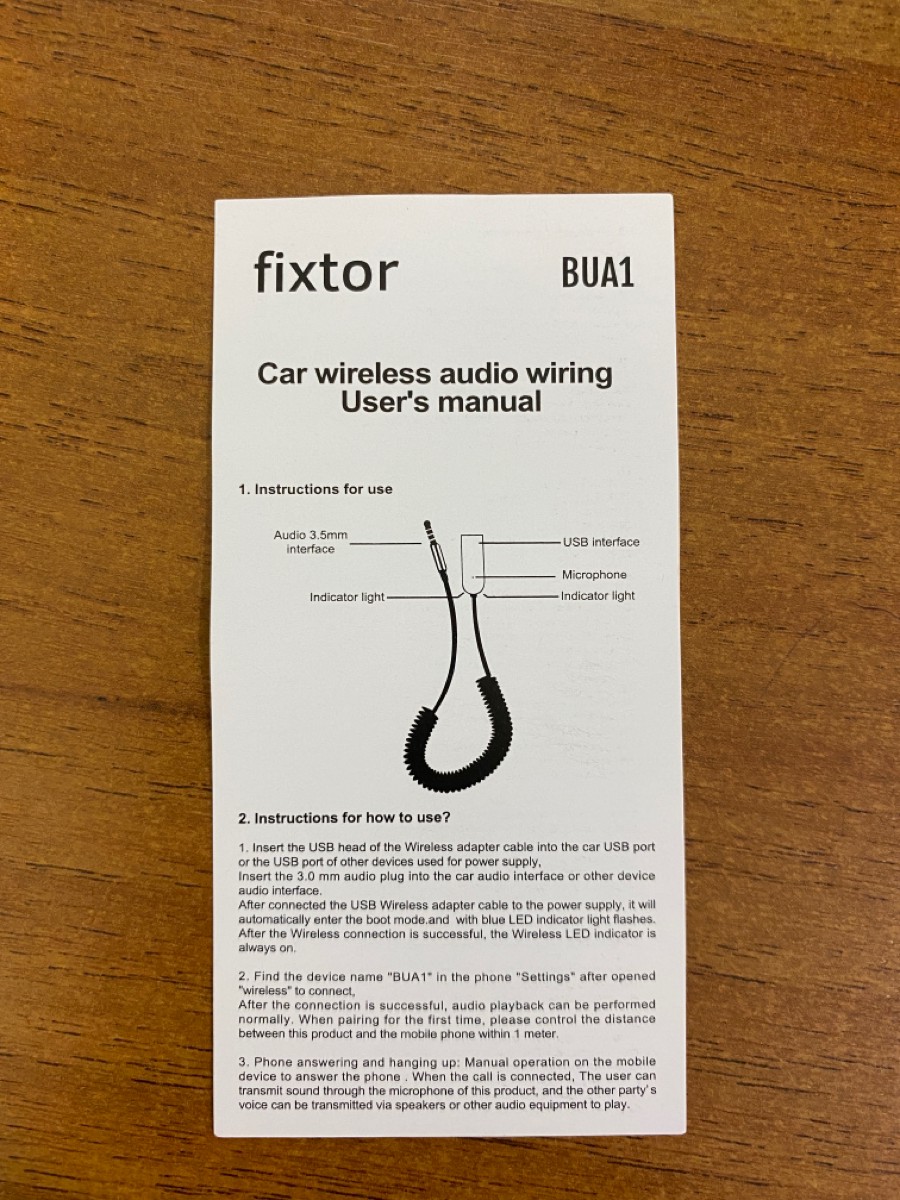 fixtor BUA1
Car wireless audio wiring
User's manual
1. Instructions for use
Audio 3.5mm
interface
USB interface
Microphone
Indicator light
Indicator light
2. Instructions for how to use?
1. Insert the USB head of the Wireless adapter cable into the car USB port
or the USB port of other devices used for power supply,
Insert the 3.0 mm audio plug into the car audio interface or other device
audio interface.
After connected the USB Wireless adapter cable to the power supply, it will
automatically enter the boot mode.and with blue LED indicator light flashes.
After the Wireless connection is successful, the Wireless LED indicator is
always on.
2. Find the device name "BUA1" in the phone "Settings" after opened
"wireless" to connect,
After the connection is successful, audio playback can be performed
normally. When pairing for the first time, please control the distance
between this product and the mobile phone within 1 meter.
3. Phone answering and hanging up: Manual operation on the mobile
device to answer the phone . When the call is connected, The user can
transmit sound through the microphone of this product, and the other party's
voice can be transmitted via speakers or other audio equipment to play.